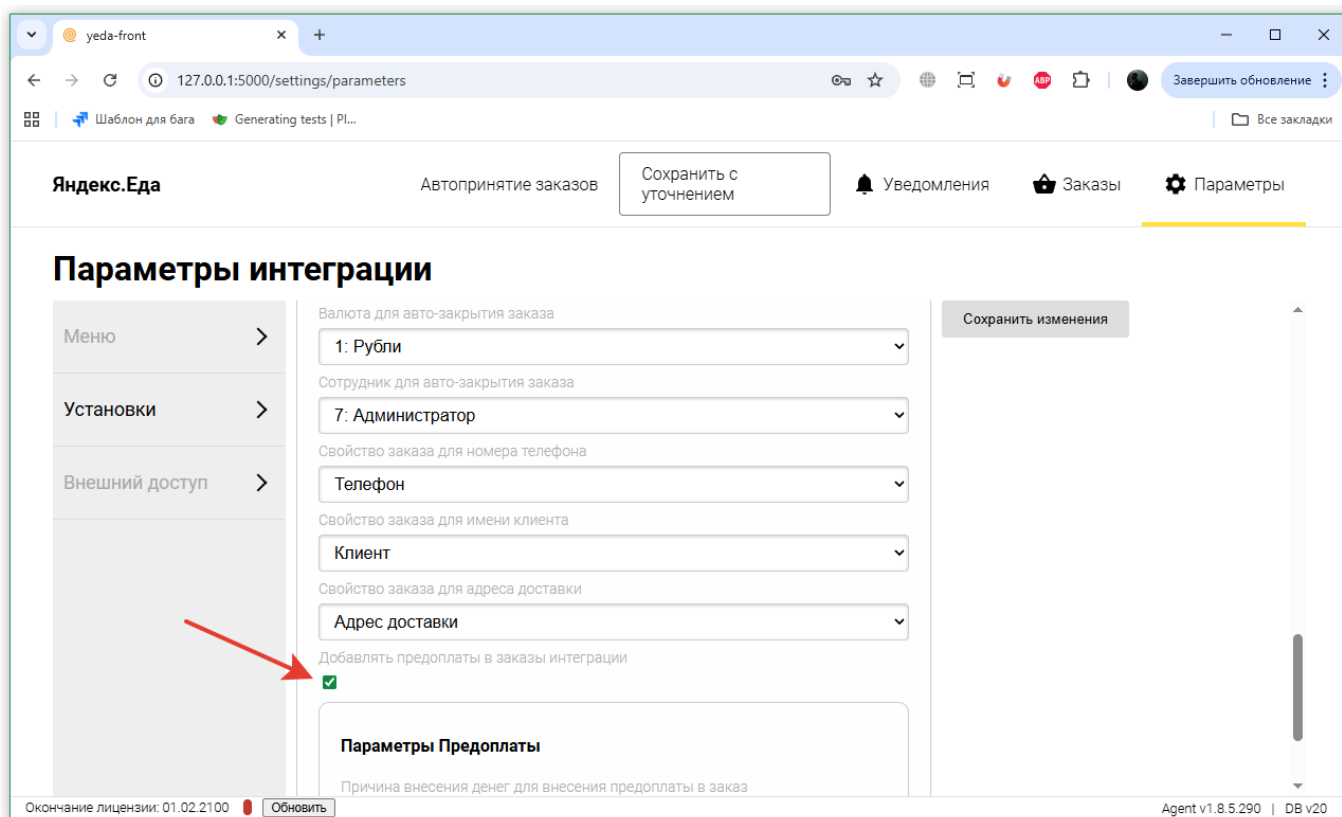 yeda-front
127.0.0.1:5000/settings/parameters
ABP
Завершить обновление
Шаблон для бага
Generating tests | Pl...
Все закладки
Яндекс.Еда
Автопринятие заказов
Сохранить с
уточнением
Уведомления
Заказы
Параметры
Параметры интеграции
Меню
Установки
Внешний доступ
Валюта для авто-закрытия заказа
1: Рубли
Сотрудник для авто-закрытия заказа
7: Администратор
Свойство заказа для номера телефона
Телефон
Свойство заказа для имени клиента
Клиент
Свойство заказа для адреса доставки
Адрес доставки
Добавлять предоплаты в заказы интеграции
Параметры Предоплаты
Причина внесения денег для внесения предоплаты в заказ
Сохранить изменения
Окончание лицензии: 01.02.2100
Обновить
Agent v1.8.5.290 | DB v20